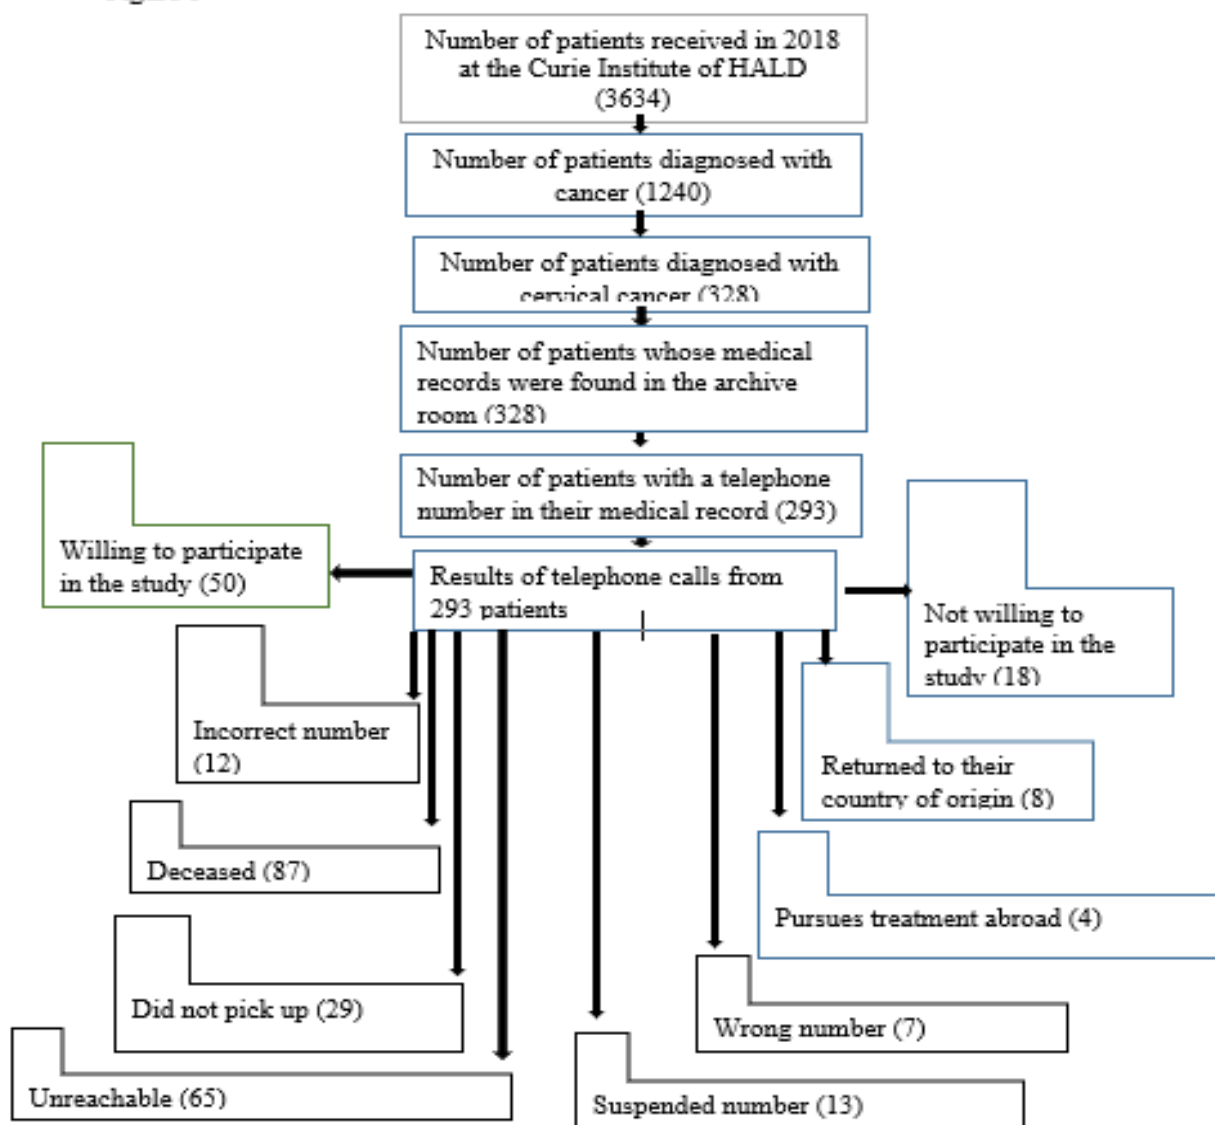 Number of patients received in 2018
at the Curie Institute of HALD
(3634)
Number of patients diagnosed with
cancer (1240)
Number of patients diagnosed with
cervical cancer (328)
Number of patients whose medical
records were found in the archive
room (328)
Number of patients with a telephone
number in their medical record (293)
Results of telephone calls from
293 patients
Willing to participate
in the study (50)
Not willing to
participate in the
study (18)
Incorrect number
(12)
Returned to their
country of origin (8)
Deceased (87)
Pursues treatment abroad (4)
Did not pick up (29)
Wrong number (7)
Unreachable (65)
Suspended number (13)